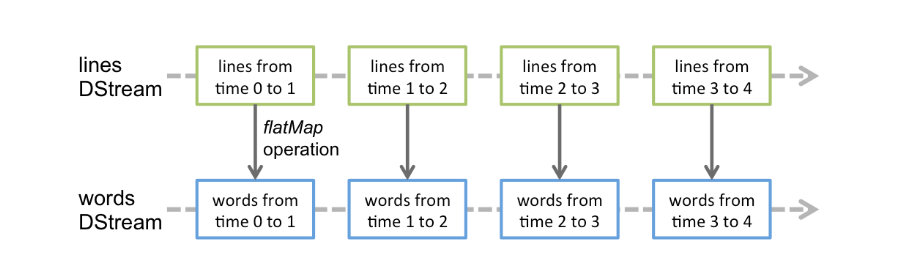 lines
DStream
lines from
time 0 to 1
lines from
time 1 to 2
lines from
time 2 to 3
lines from
time 3 to 4
flatMap
operation
words
DStream
words from
time 0 to 1
words from
time 1 to 2
words from
time 2 to 3
words from
time 3 to 4